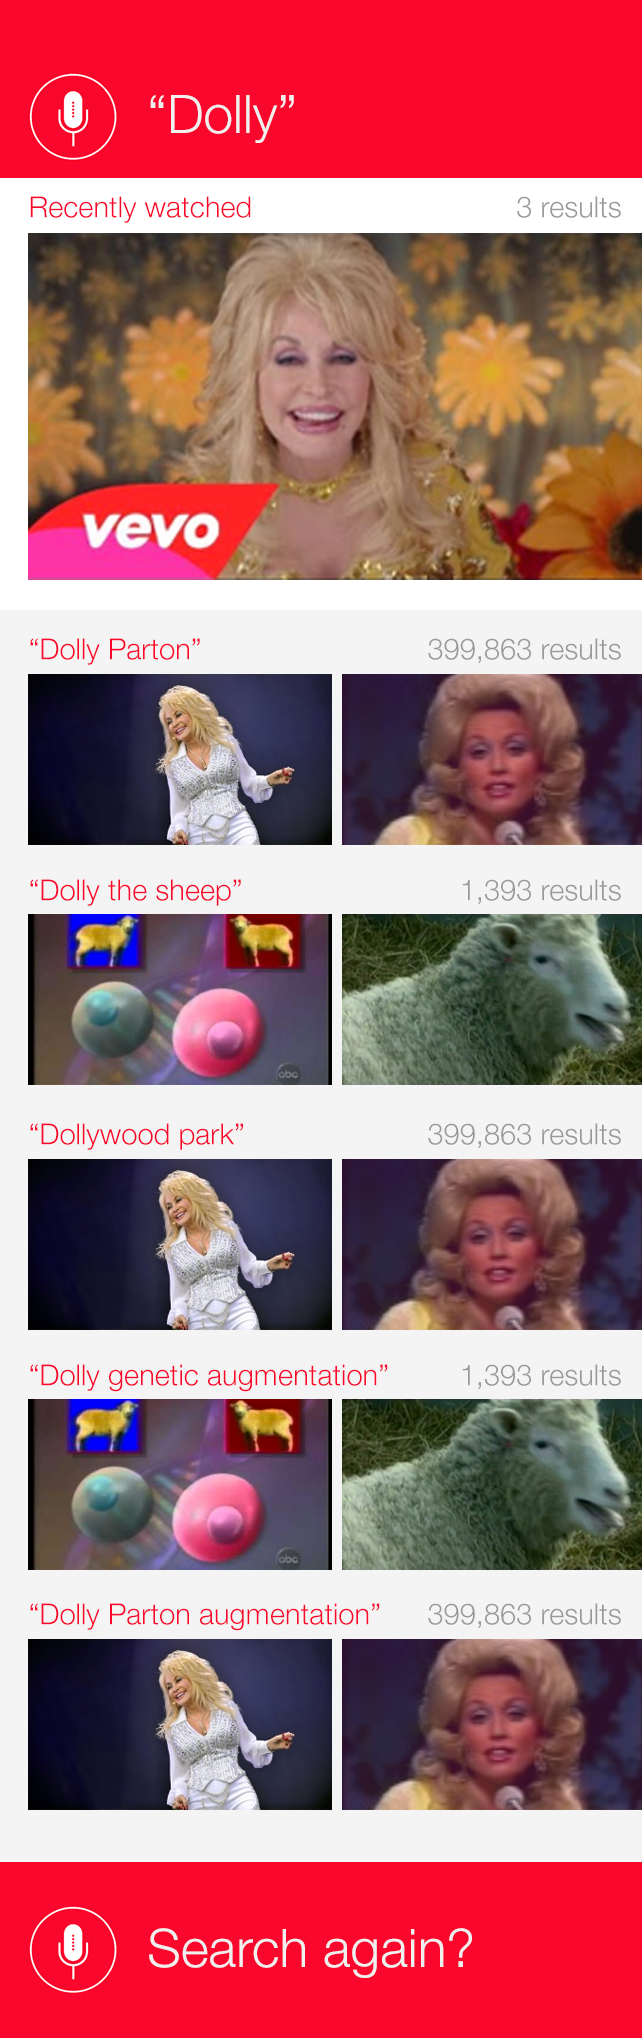 “Dolly”
Recently watched 3 results
vevo
“Dolly Parton” 399,863 results
“Dolly the sheep” 1,393 results
abc
“Dollywood park” 399,863 results
“Dolly genetic augmentation” 1,393 results
abc
“Dolly Parton augmentation” 399,863 results
Search again?